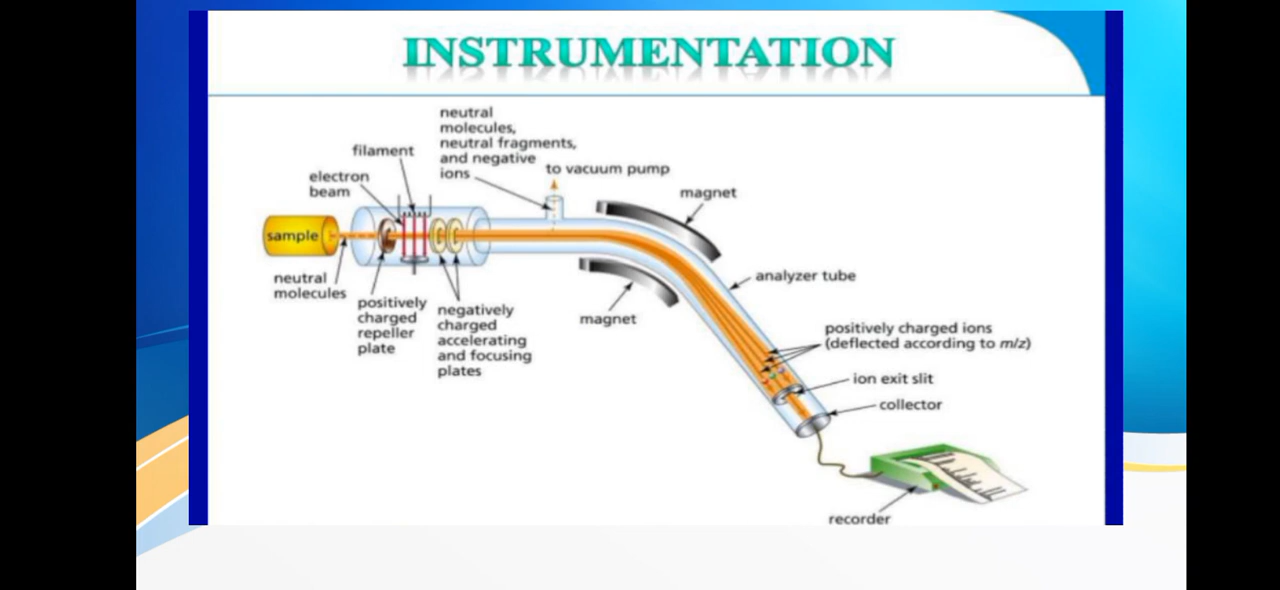 INSTRUMENTATION
neutral
molecules,
neutral fragments,
and negative
ions
filament
electron
beam
to vacuum pump
magnet
sample
neutral
molecules
positively
charged
repeller
plate
negatively
charged
accelerating
and focusing
plates
magnet
analyzer tube
positively charged ions
(deflected according to m/z)
ion exit slit
collector
recorder